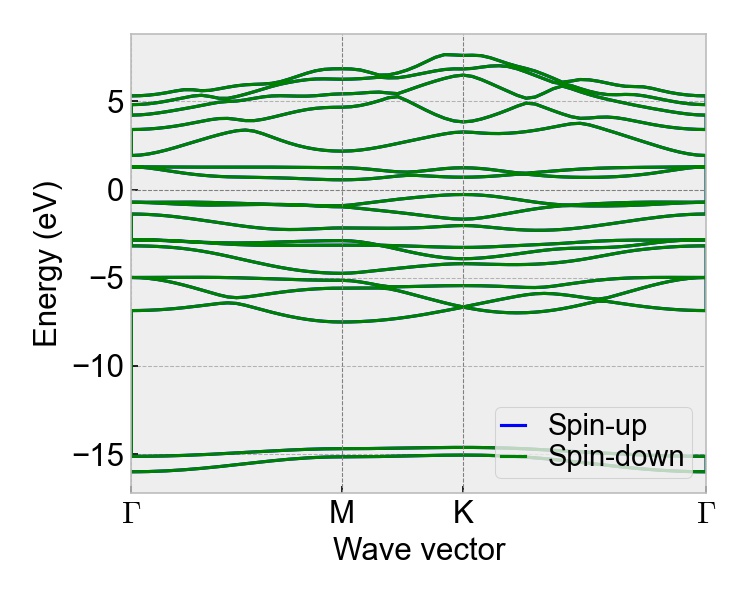 5
0
−5
−10
−15
Energy (eV)
Spin-up
Spin-down
Γ M K Γ
Wave vector